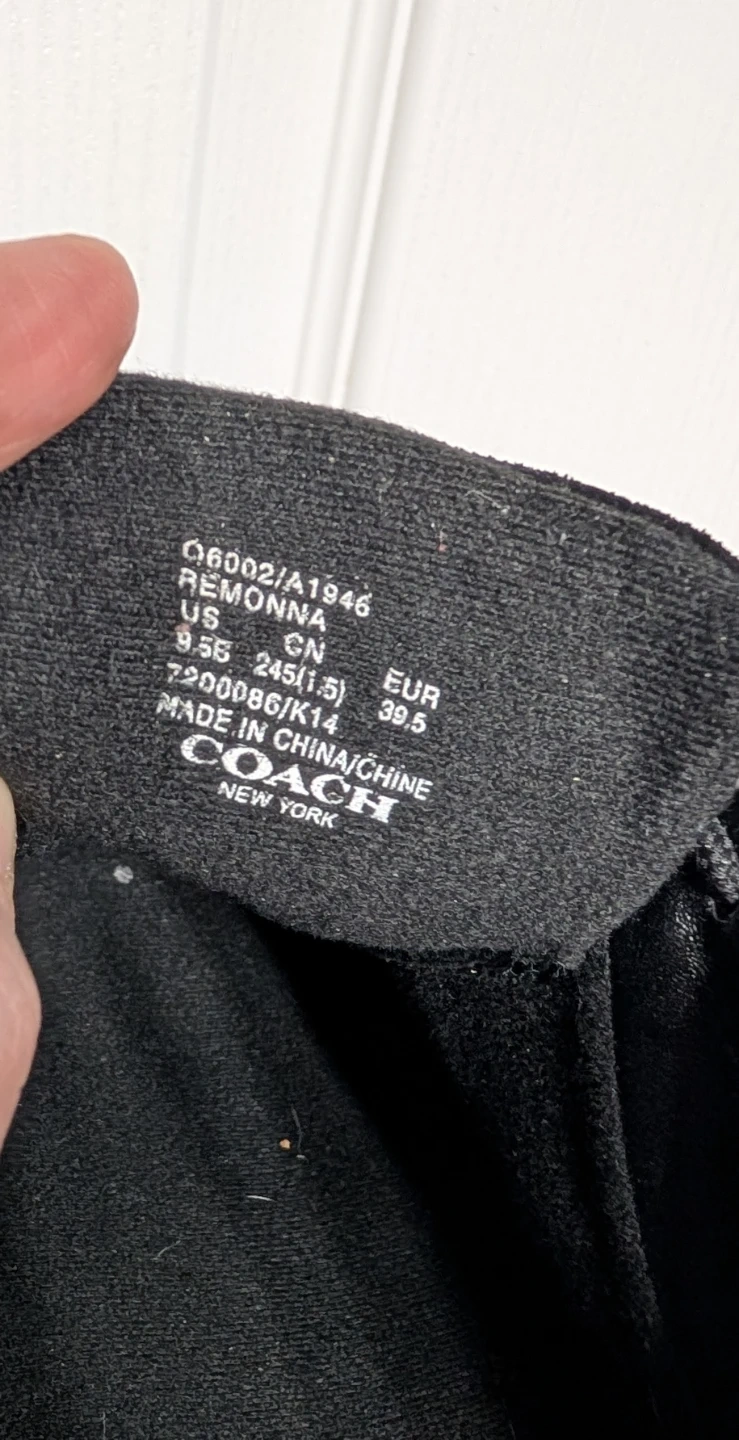 Q6002/A1946
REMONNA
US CN EUR
9.5B 245(1.5) 39.5
7200086/K14
MADE IN CHINA/CHINE
COACH
NEW YORK